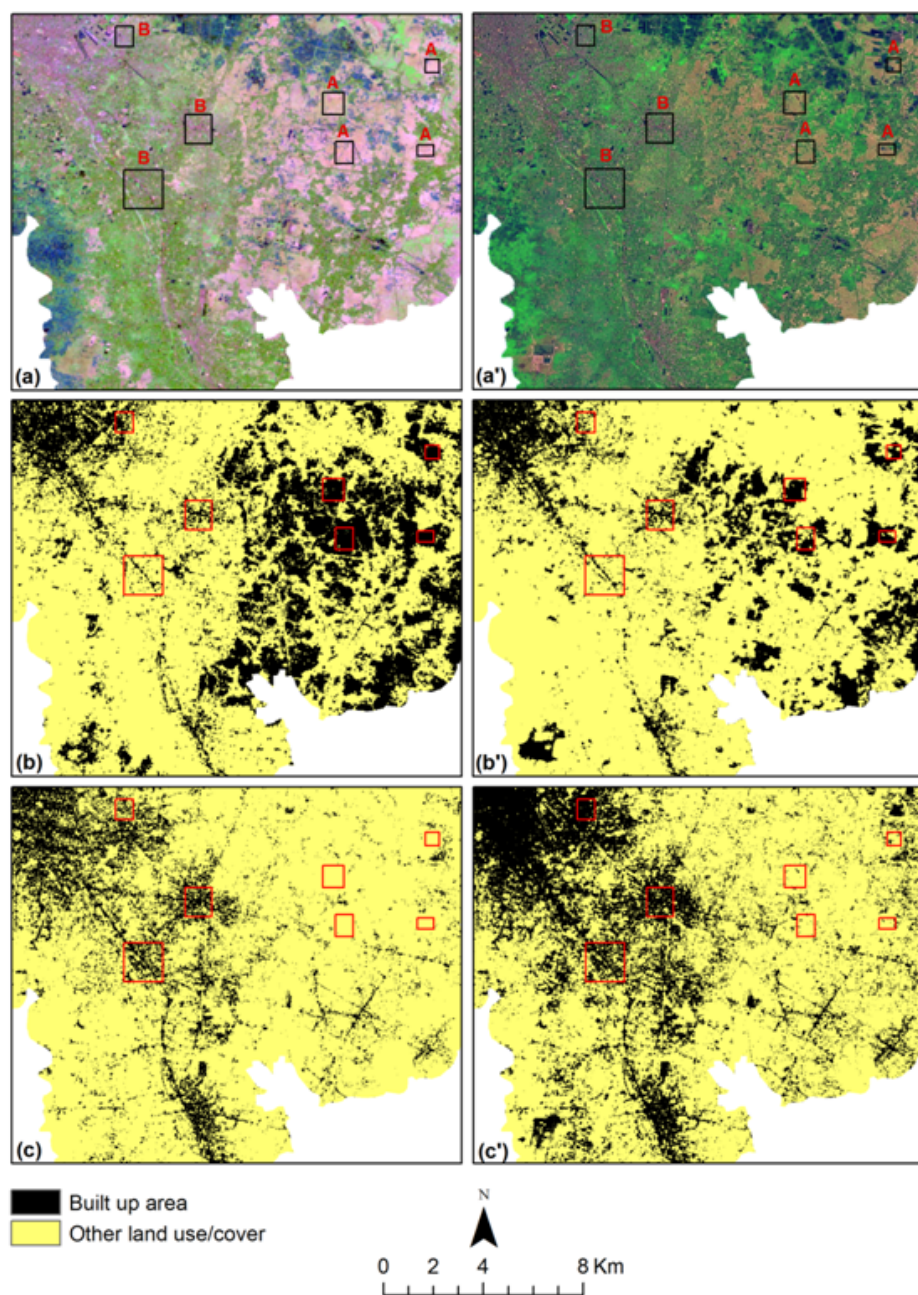 B
A
B
A
A
A
B
(a)
B
A
B
A
A
A
B
(a')
(b)
(b')
(c)
(c')
Built up area
Other land use/cover
N
0 2 4 8 Km